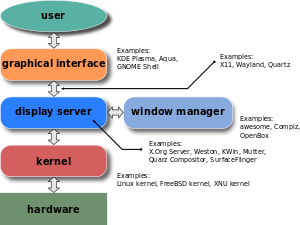 user
graphical interface
Examples:
KDE Plasma, Aqua,
GNOME Shell
Examples:
X11, Wayland, Quartz
display server
window manager
Examples:
awesome, Compiz,
OpenBox
Examples:
X.Org Server, Weston, KWin, Mutter,
Quarz Compositor, SurfaceFlinger
kernel
Examples:
Linux kernel, FreeBSD kernel, XNU kernel
hardware